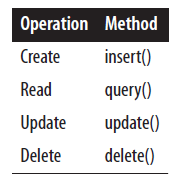 Operation Method
Create insert()
Read query()
Update update()
Delete delete()